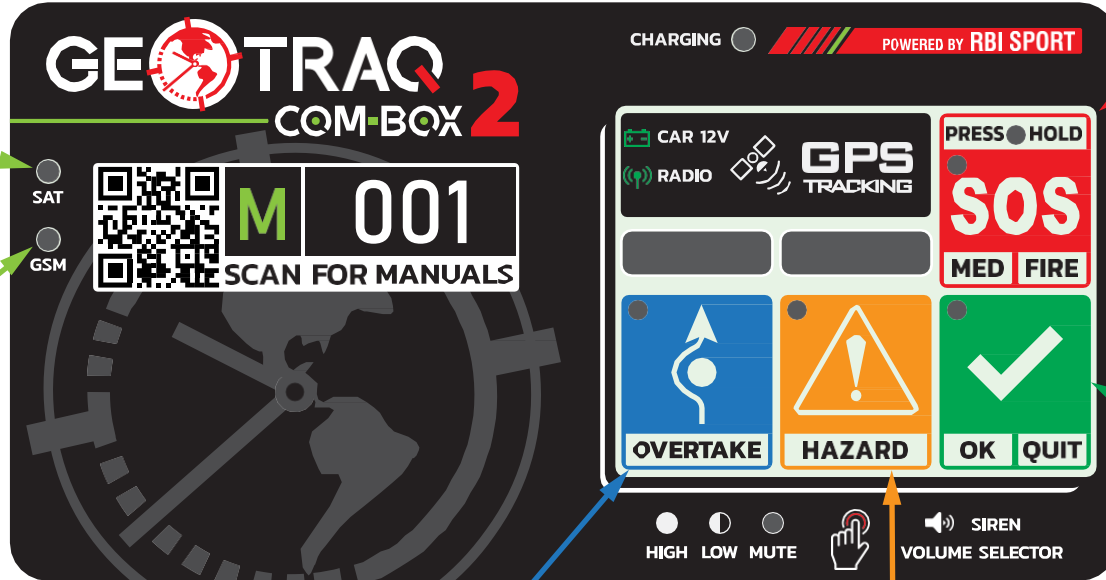 GEOTRAQ
COM-BOX 2
SAT
GSM
M 001
SCAN FOR MANUALS
CHARGING
POWERED BY RBI SPORT
CAR 12V
RADIO
GPS
TRACKING
PRESS HOLD
SOS
MED FIRE
OVERTAKE
HAZARD
OK QUIT
HIGH LOW MUTE
SIREN
VOLUME SELECTOR